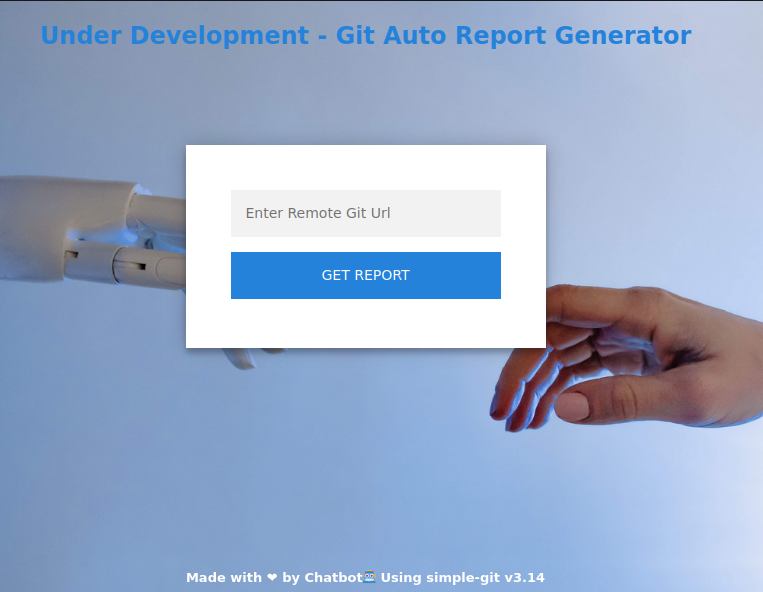 Under Development - Git Auto Report Generator
Enter Remote Git Url
GET REPORT
Made with ❤ by Chatbot🤖 Using simple-git v3.14